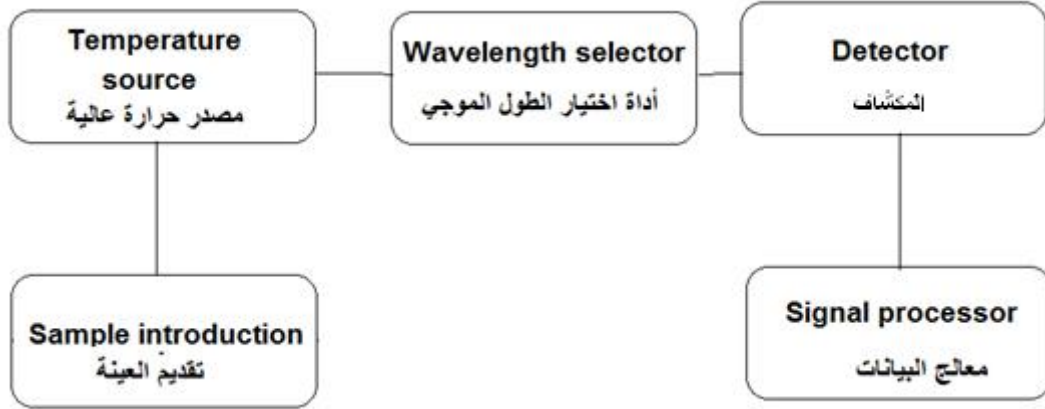 Temperature
source
مصدر حرارة عالية
Wavelength selector
أداة اختيار الطول الموجي
Detector
المكشاف
Sample introduction
تقديم العينة
Signal processor
معالج البيانات